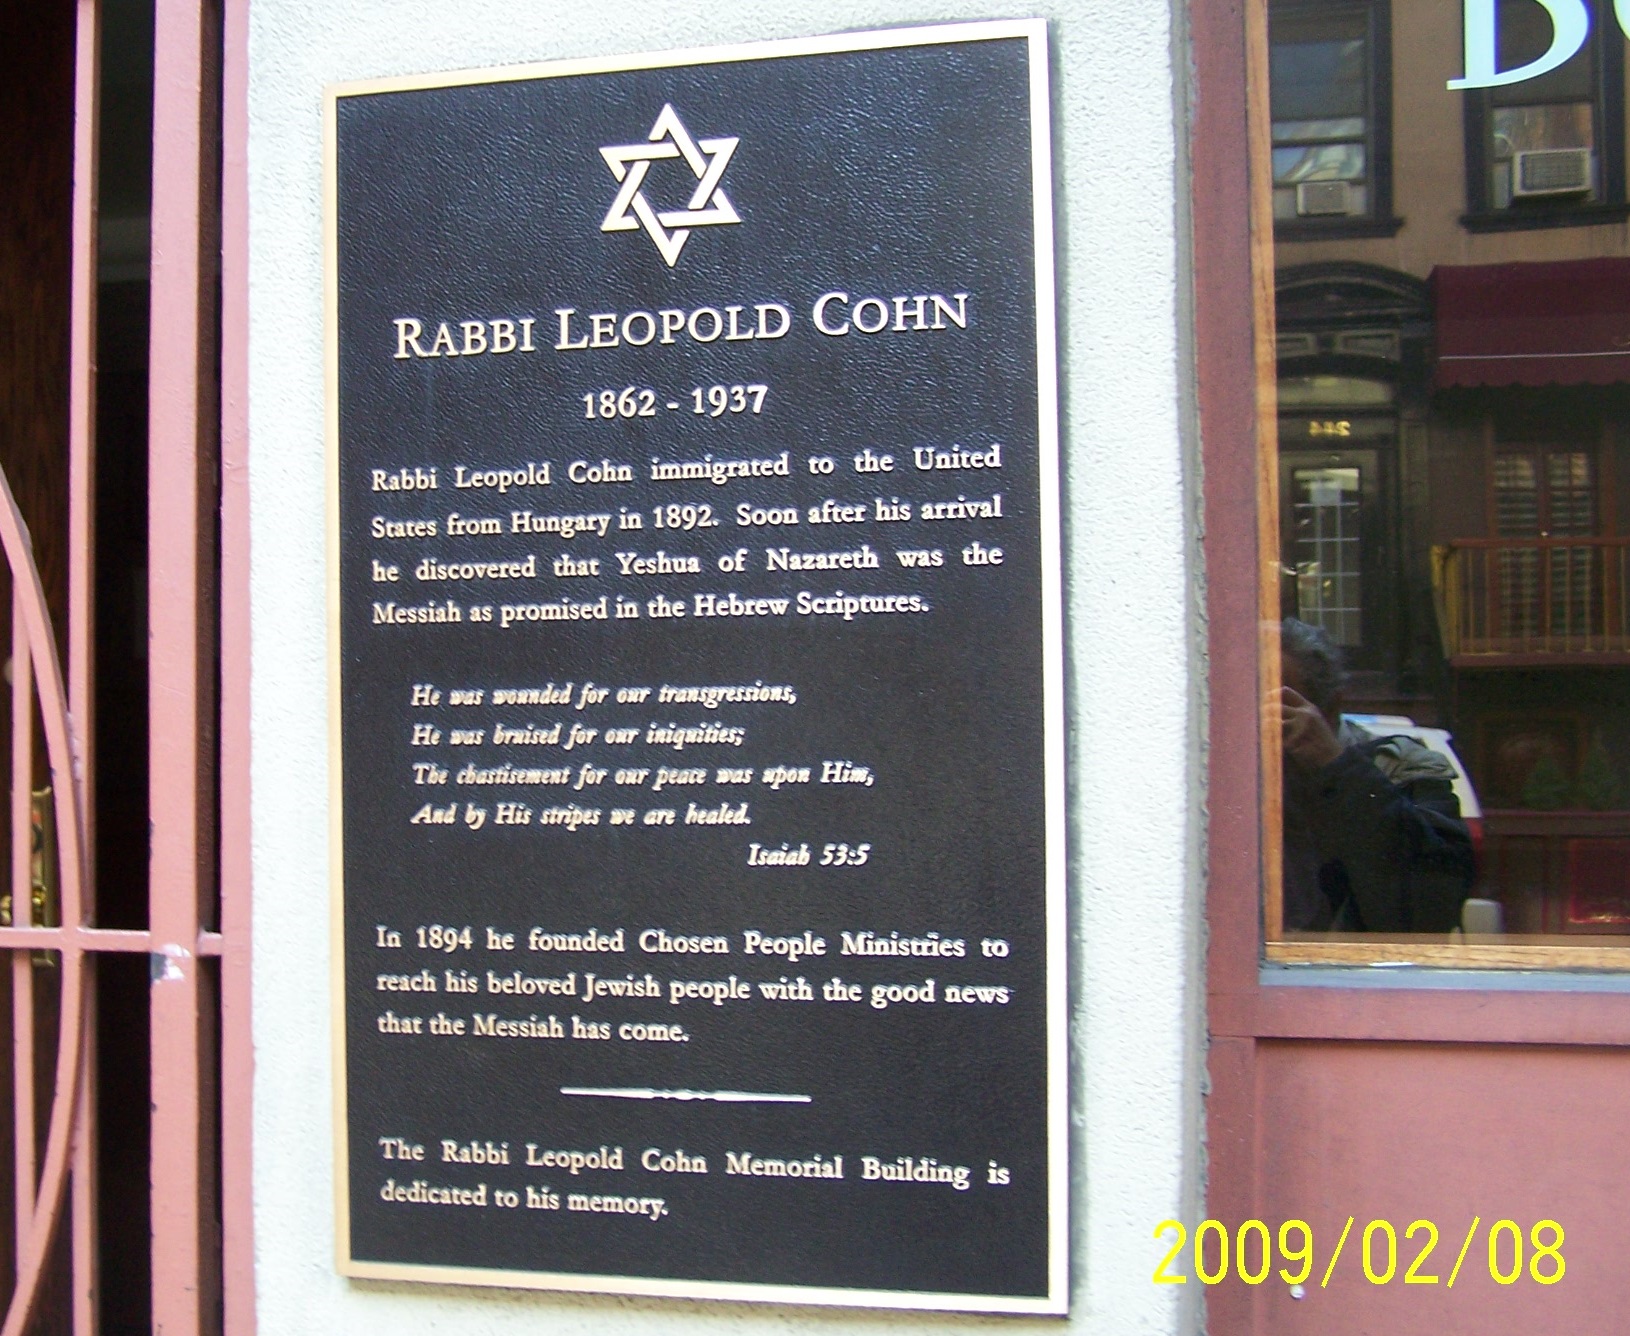 RABBI LEOPOLD COHN
1862 - 1937
Rabbi Leopold Cohn immigrated to the United
States from Hungary in 1892. Soon after his arrival
he discovered that Yeshua of Nazareth was the
Messiah as promised in the Hebrew Scriptures.
He was wounded for our transgressions,
He was bruised for our iniquities;
The chastisement for our peace was upon Him,
And by His stripes we are healed.
Isaiah 53:5
In 1894 he founded Chosen People Ministries to
reach his beloved Jewish people with the good news
that the Messiah has come.
The Rabbi Leopold Cohn Memorial Building is
dedicated to his memory.
2009/02/08